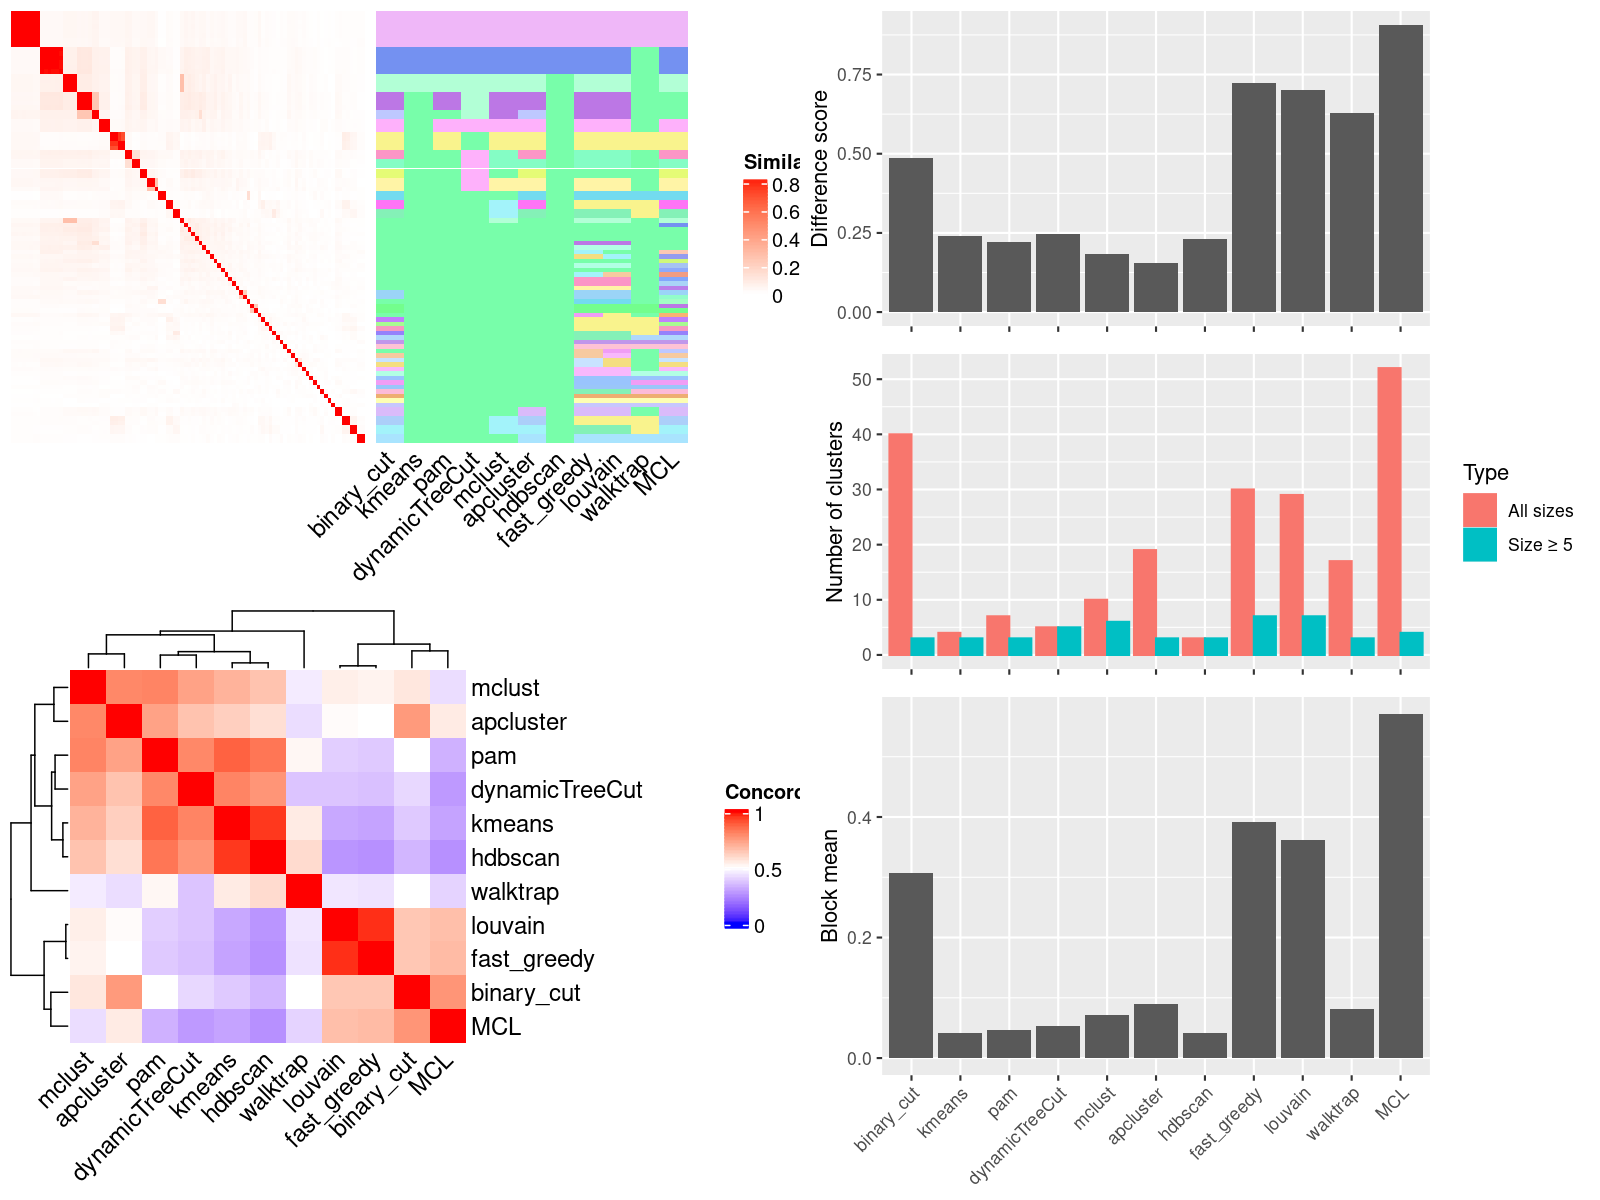 Simila
0.8
0.6
0.4
0.2
0
binary_cut
kmeans
pam
dynamicTreeCut
mclust
apcluster
hdbscan
fast_greedy
louvain
walktrap
MCL
Difference score
0.75
0.50
0.25
0.00
Number of clusters
50
40
30
20
10
0
Type
All sizes
Size ≥ 5
Block mean
0.4
0.2
0.0
binary_cut
kmeans
pam
dynamicTreeCut
mclust
apcluster
hdbscan
fast_greedy
louvain
walktrap
MCL
mclust
apcluster
pam
dynamicTreeCut
kmeans
hdbscan
walktrap
louvain
fast_greedy
binary_cut
MCL
mclust
apcluster
pam
dynamicTreeCut
kmeans
hdbscan
walktrap
louvain
fast_greedy
binary_cut
MCL
Concord
1
0.5
0